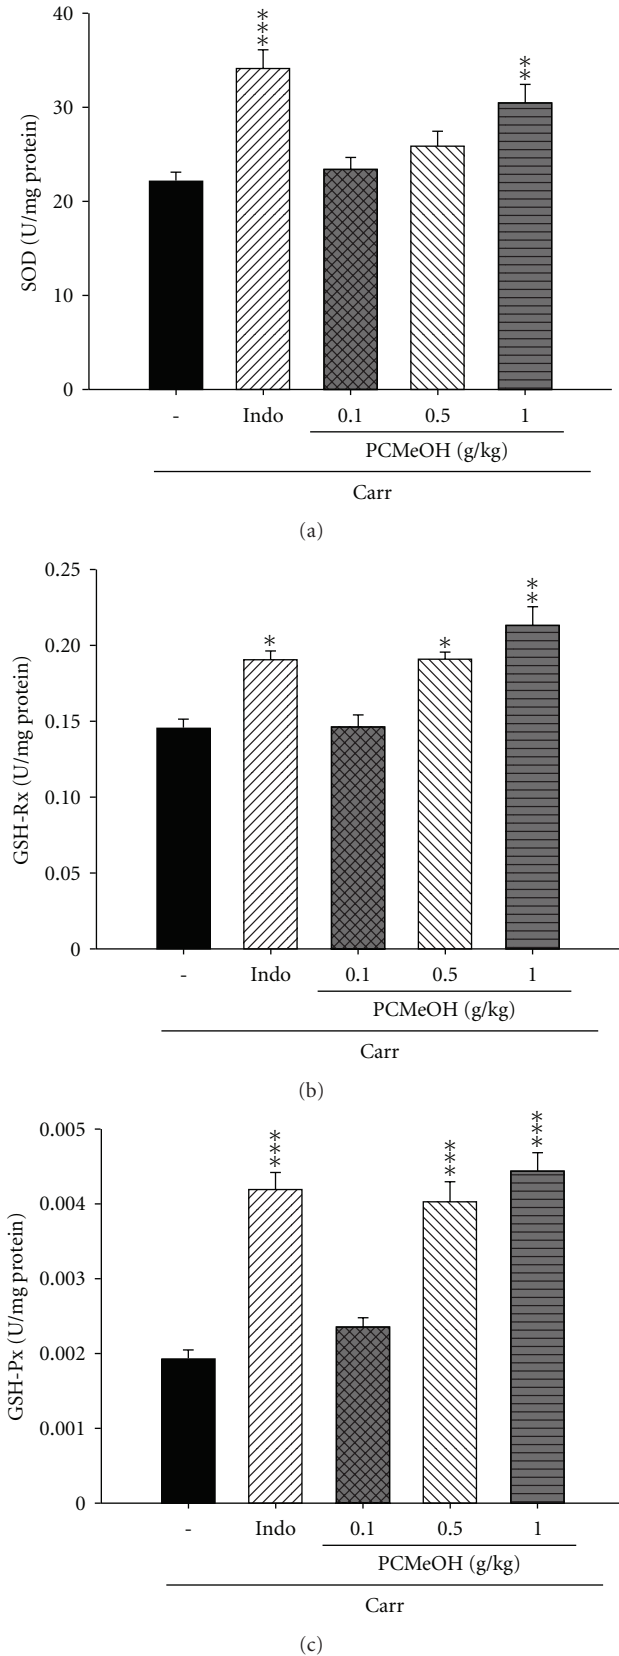 40
30
20
10
0
SOD (U/mg protein)
***
**
- Indo 0.1 0.5 1
PCMeOH (g/kg)
Carr
(a)
0.25
0.20
0.15
0.10
0.05
0
GSH-Rx (U/mg protein)
*
*
**
- Indo 0.1 0.5 1
PCMeOH (g/kg)
Carr
(b)
0.005
0.004
0.003
0.002
0.001
0
GSH-Px (U/mg protein)
***
***
***
- Indo 0.1 0.5 1
PCMeOH (g/kg)
Carr
(c)